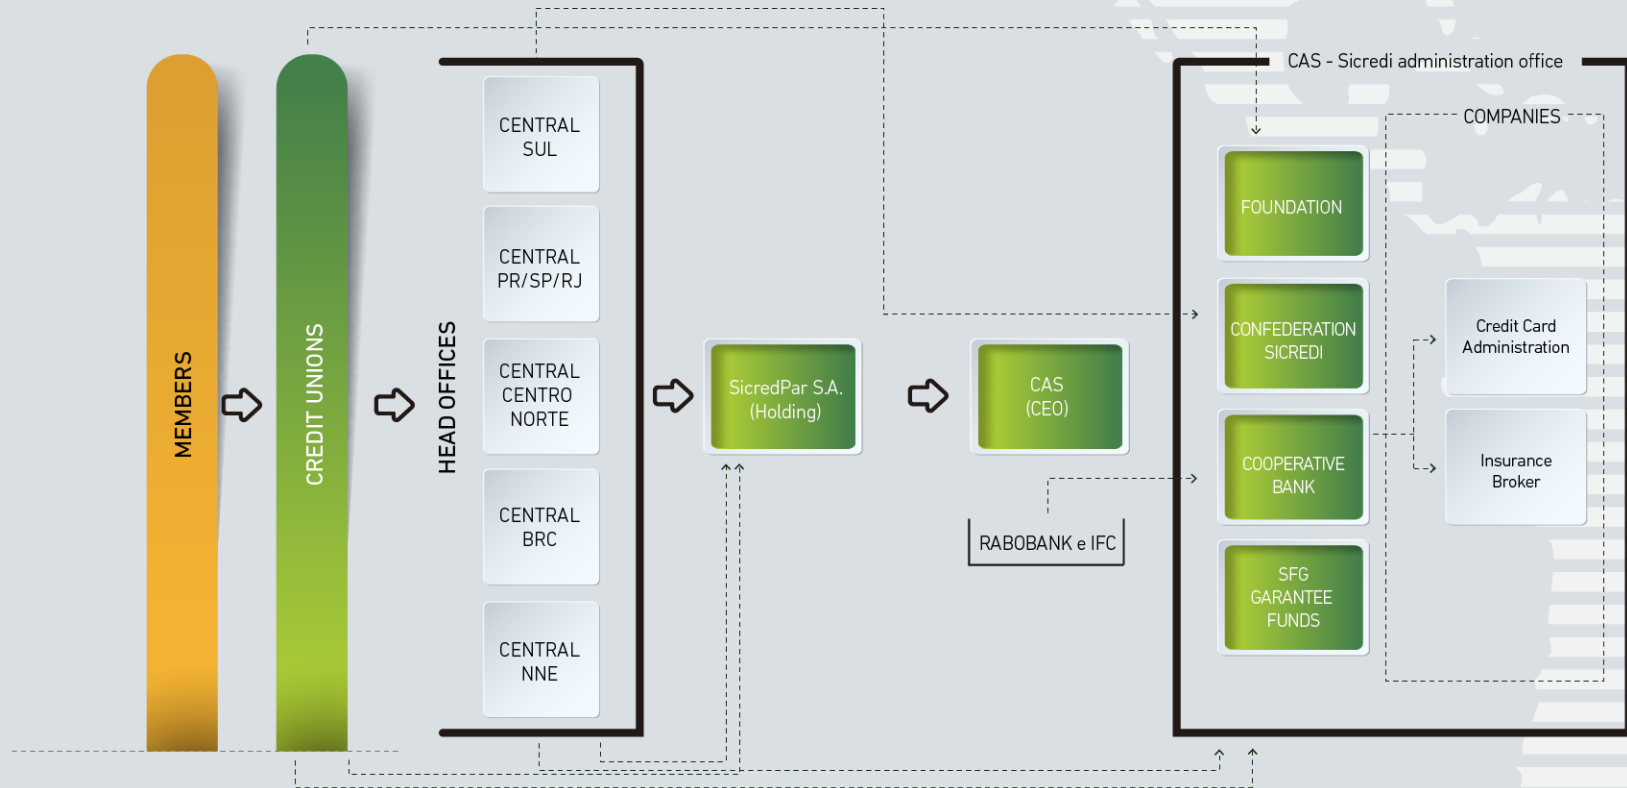 MEMBERS
CREDIT UNIONS
HEAD OFFICES
CENTRAL
SUL
CENTRAL
PR/SP/RJ
CENTRAL
CENTRO
NORTE
CENTRAL
BRC
CENTRAL
NNE
SicredPar S.A.
(Holding)
CAS
(CEO)
RABOBANK e IFC
CAS - Sicredi administration office
COMPANIES
FOUNDATION
CONFEDERATION
SICREDI
COOPERATIVE
BANK
SFG
GARANTEE
FUNDS
Credit Card
Administration
Insurance
Broker